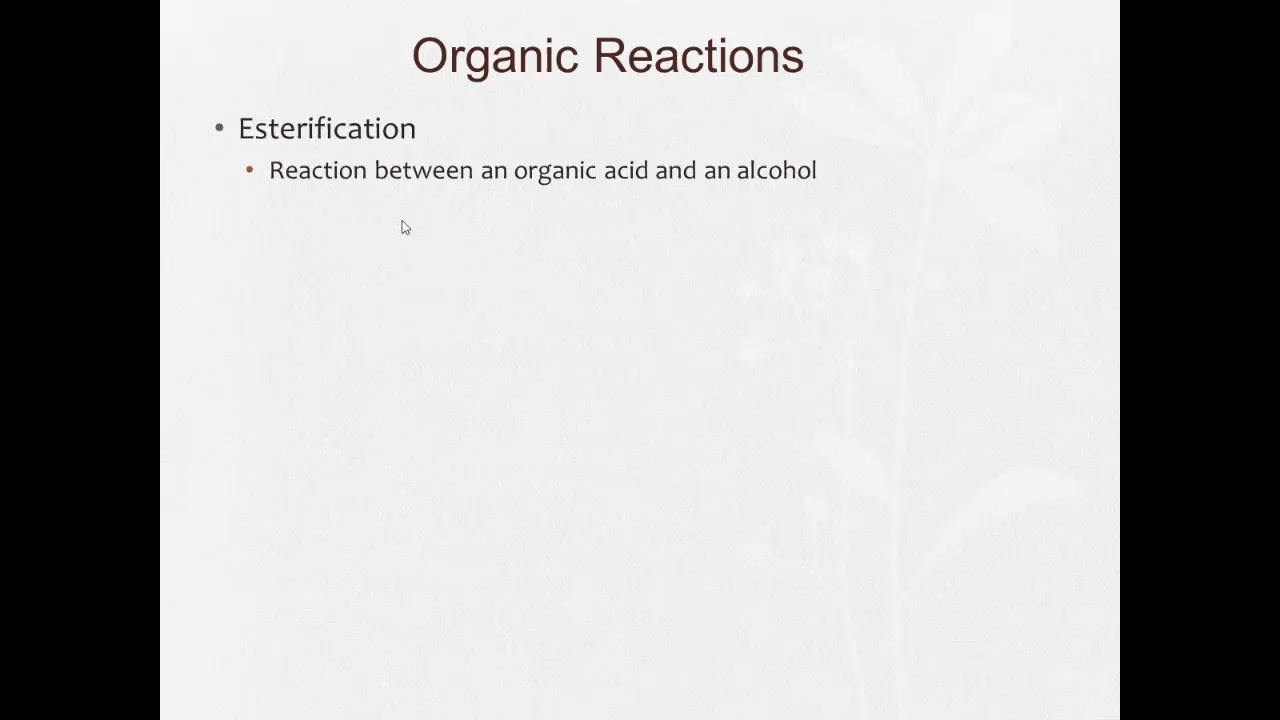 Organic Reactions
• Esterification
• Reaction between an organic acid and an alcohol